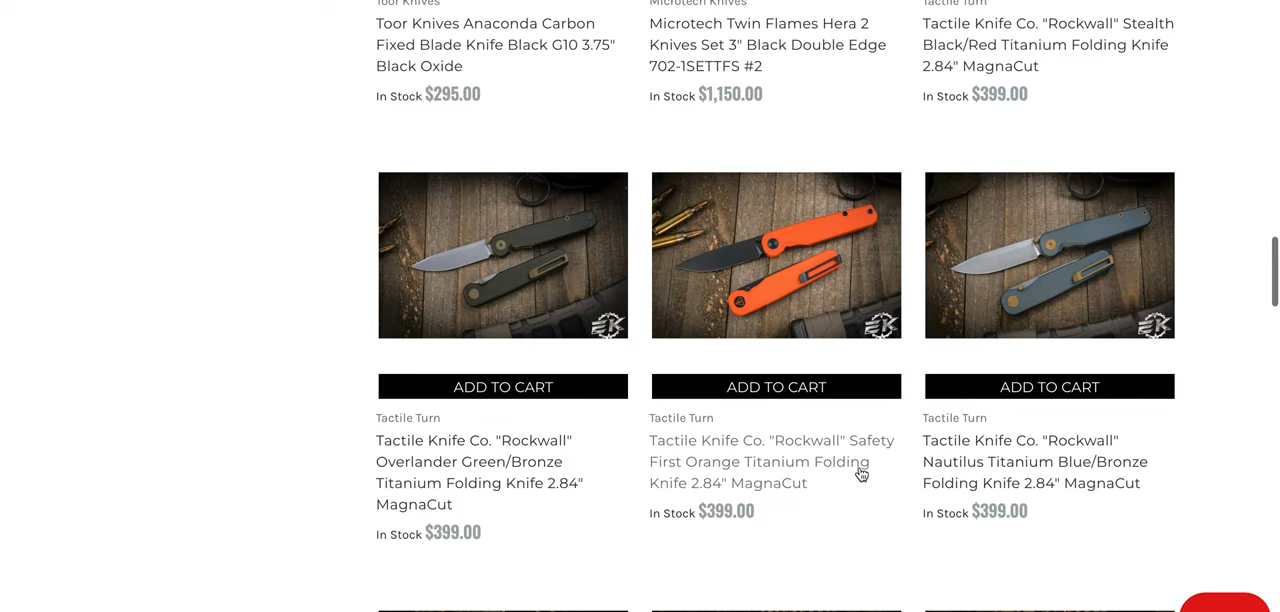 Toor Knives
Toor Knives Anaconda Carbon
Fixed Blade Knife Black G10 3.75"
Black Oxide
In Stock $295.00
Microtech Knives
Microtech Twin Flames Hera 2
Knives Set 3" Black Double Edge
702-1SETTFS #2
In Stock $1,150.00
Tactile Turn
Tactile Knife Co. "Rockwall" Stealth
Black/Red Titanium Folding Knife
2.84" MagnaCut
In Stock $399.00
EK
ADD TO CART
Tactile Turn
Tactile Knife Co. "Rockwall"
Overlander Green/Bronze
Titanium Folding Knife 2.84"
MagnaCut
In Stock $399.00
EK
ADD TO CART
Tactile Turn
Tactile Knife Co. "Rockwall" Safety
First Orange Titanium Folding
Knife 2.84" MagnaCut
In Stock $399.00
EK
ADD TO CART
Tactile Turn
Tactile Knife Co. "Rockwall"
Nautilus Titanium Blue/Bronze
Folding Knife 2.84" MagnaCut
In Stock $399.00